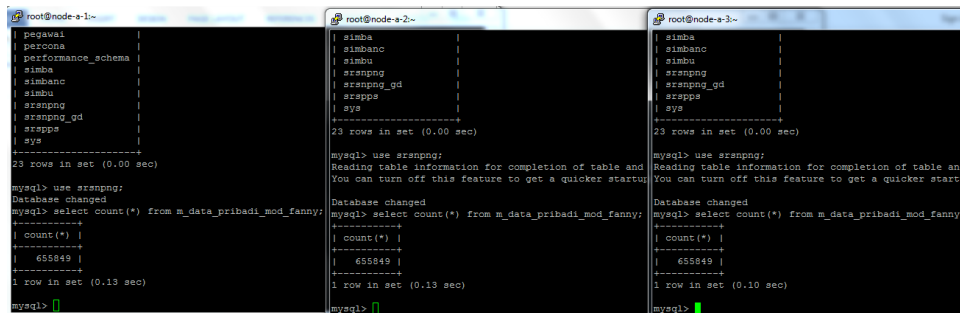 root@node-a-1:~
| pegawai |
| percona |
| performance_schema |
| simba |
| simbanc |
| simbu |
| srsnpng |
| srsnpng_gd |
| srspps |
| sys |
+--------------------+
23 rows in set (0.00 sec)
mysql> use srsnpng;
Database changed
mysql> select count(*) from m_data_pribadi_mod_fanny;
+----------+
| count(*) |
+----------+
| 655849 |
+----------+
1 row in set (0.13 sec)
mysql>
root@node-a-2:~
| simba |
| simbanc |
| simbu |
| srsnpng |
| srsnpng_gd |
| srspps |
| sys |
+--------------------+
23 rows in set (0.00 sec)
mysql> use srsnpng;
Reading table information for completion of table and
You can turn off this feature to get a quicker startup
Database changed
mysql> select count(*) from m_data_pribadi_mod_fanny;
+----------+
| count(*) |
+----------+
| 655849 |
+----------+
1 row in set (0.13 sec)
mysql>
root@node-a-3:~
| simba |
| simbanc |
| simbu |
| srsnpng |
| srsnpng_gd |
| srspps |
| sys |
+--------------------+
23 rows in set (0.00 sec)
mysql> use srsnpng;
Reading table information for completion of table an
You can turn off this feature to get a quicker start
Database changed
mysql> select count(*) from m_data_pribadi_mod_fanny
+----------+
| count(*) |
+----------+
| 655849 |
+----------+
1 row in set (0.10 sec)
mysql>